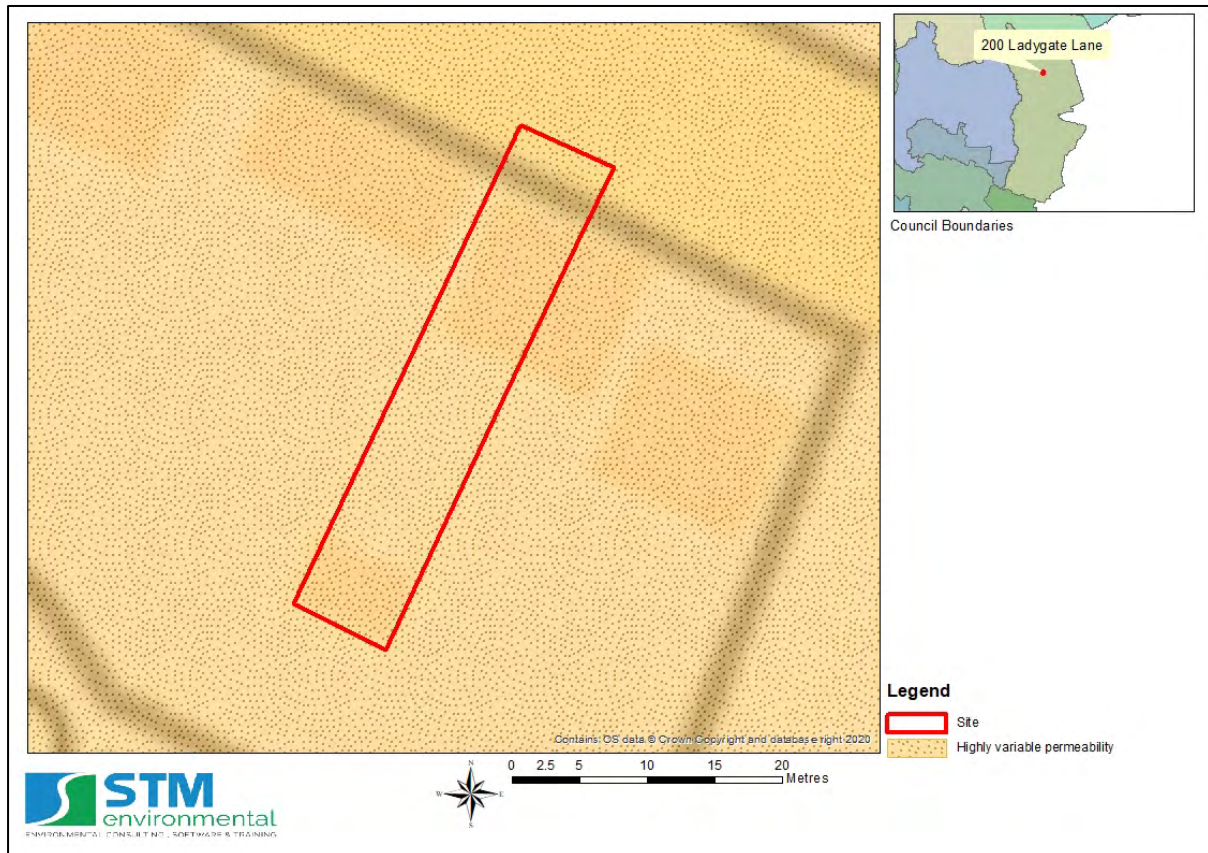 200 Ladygate Lane
Council Boundaries
Legend
Site
Highly variable permeability
Contains OS data © Crown Copyright and database right 2020
STM
environmental
ENVIRONMENTAL CONSULTING, SOFTWARE & TRAINING
N
W E
S
0 2.5 5 10 15 20
Metres